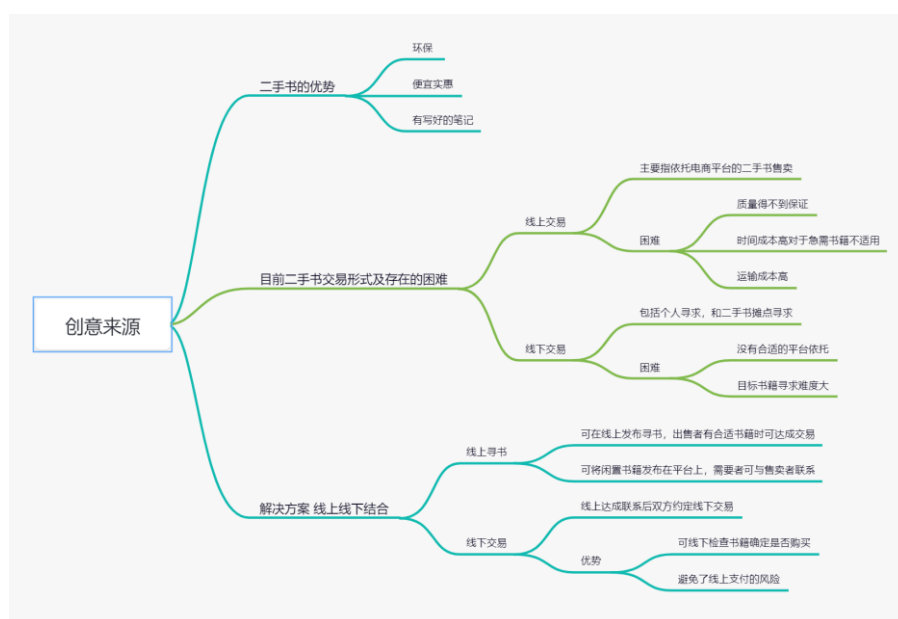 创意来源
二手书的优势
环保
便宜实惠
有写好的笔记
目前二手书交易形式及存在的困难
线上交易
主要指依托电商平台的二手书售卖
困难
质量得不到保证
时间成本高对于急需书籍不适用
运输成本高
线下交易
包括个人寻求，和二手书摊点寻求
困难
没有合适的平台依托
目标书籍寻求难度大
解决方案 线上线下结合
线上寻书
可在线上发布寻书，出售者有合适书籍时可达成交易
可将闲置书籍发布在平台上，需要者可与售卖者联系
线下交易
线上达成联系后双方约定线下交易
优势
可线下检查书籍确定是否购买
避免了线上支付的风险